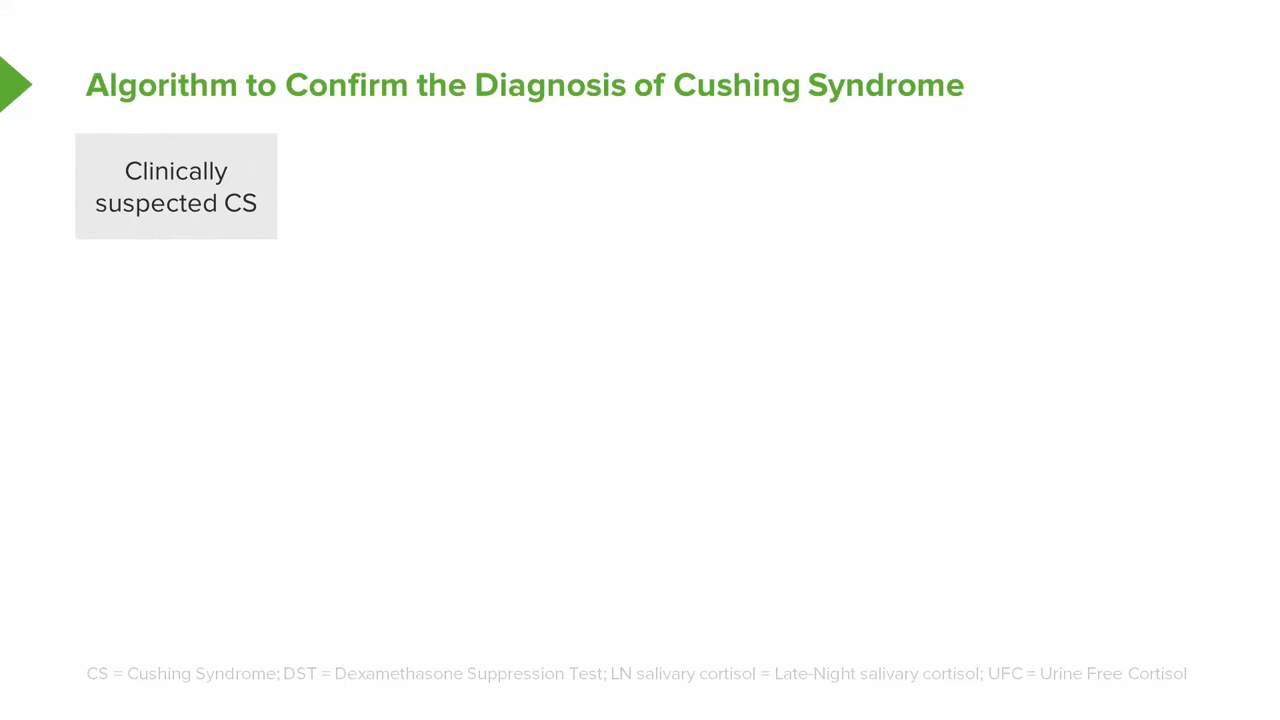 Algorithm to Confirm the Diagnosis of Cushing Syndrome
Clinically
suspected CS
CS = Cushing Syndrome; DST = Dexamethasone Suppression Test; LN salivary cortisol = Late-Night salivary cortisol; UFC = Urine Free Cortisol